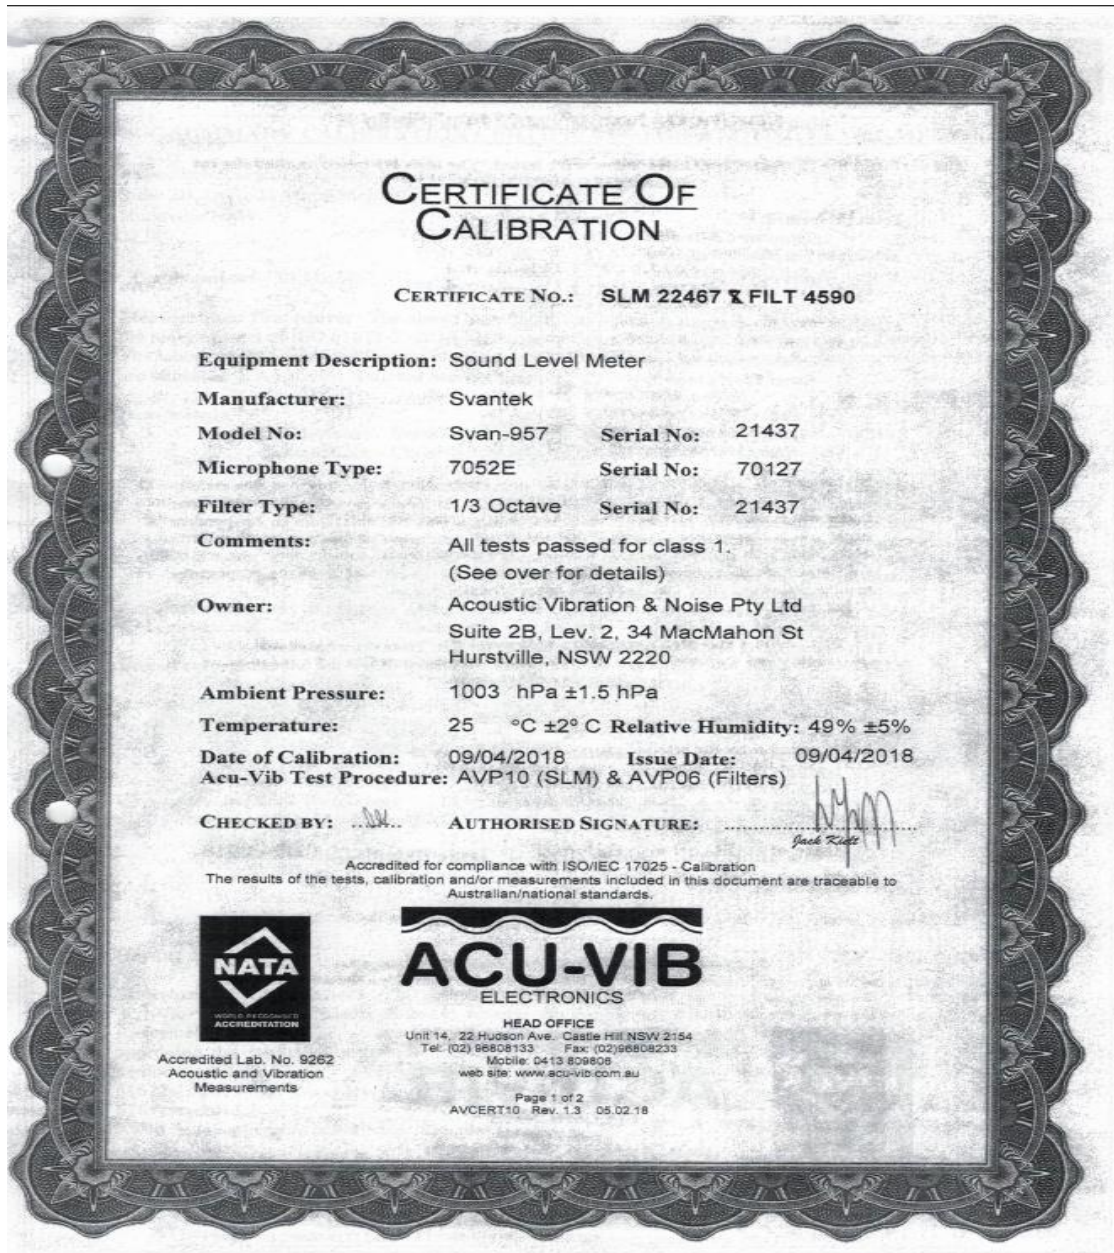 CERTIFICATE OF
CALIBRATION
CERTIFICATE NO.: SLM 22467 & FILT 4590
Equipment Description: Sound Level Meter
Manufacturer: Svantek
Model No: Svan-957 Serial No: 21437
Microphone Type: 7052E Serial No: 70127
Filter Type: 1/3 Octave Serial No: 21437
Comments: All tests passed for class 1.
(See over for details)
Owner: Acoustic Vibration & Noise Pty Ltd
Suite 2B, Lev. 2, 34 MacMahon St
Hurstville, NSW 2220
Ambient Pressure: 1003 hPa ±1.5 hPa
Temperature: 25 °C ±2° C Relative Humidity: 49% ±5%
Date of Calibration: 09/04/2018 Issue Date: 09/04/2018
Acu-Vib Test Procedure: AVP10 (SLM) & AVP06 (Filters)
CHECKED BY: AUTHORISED SIGNATURE:
Jack Kielt
Accredited for compliance with ISO/IEC 17025 - Calibration
The results of the tests, calibration and/or measurements included in this document are traceable to
Australian/national standards.
NATA
WORLD RECOGNISED
ACCREDITATION
Accredited Lab. No. 9262
Acoustic and Vibration
Measurements
ACU-VIB
ELECTRONICS
HEAD OFFICE
Unit 14, 22 Hudson Ave. Castle Hill NSW 2154
Tel: (02) 96808133 Fax: (02)96808233
Mobile: 0413 809806
web site: www.acu-vib.com.au
Page 1 of 2
AVCERT10 Rev. 1.3 05.02.18